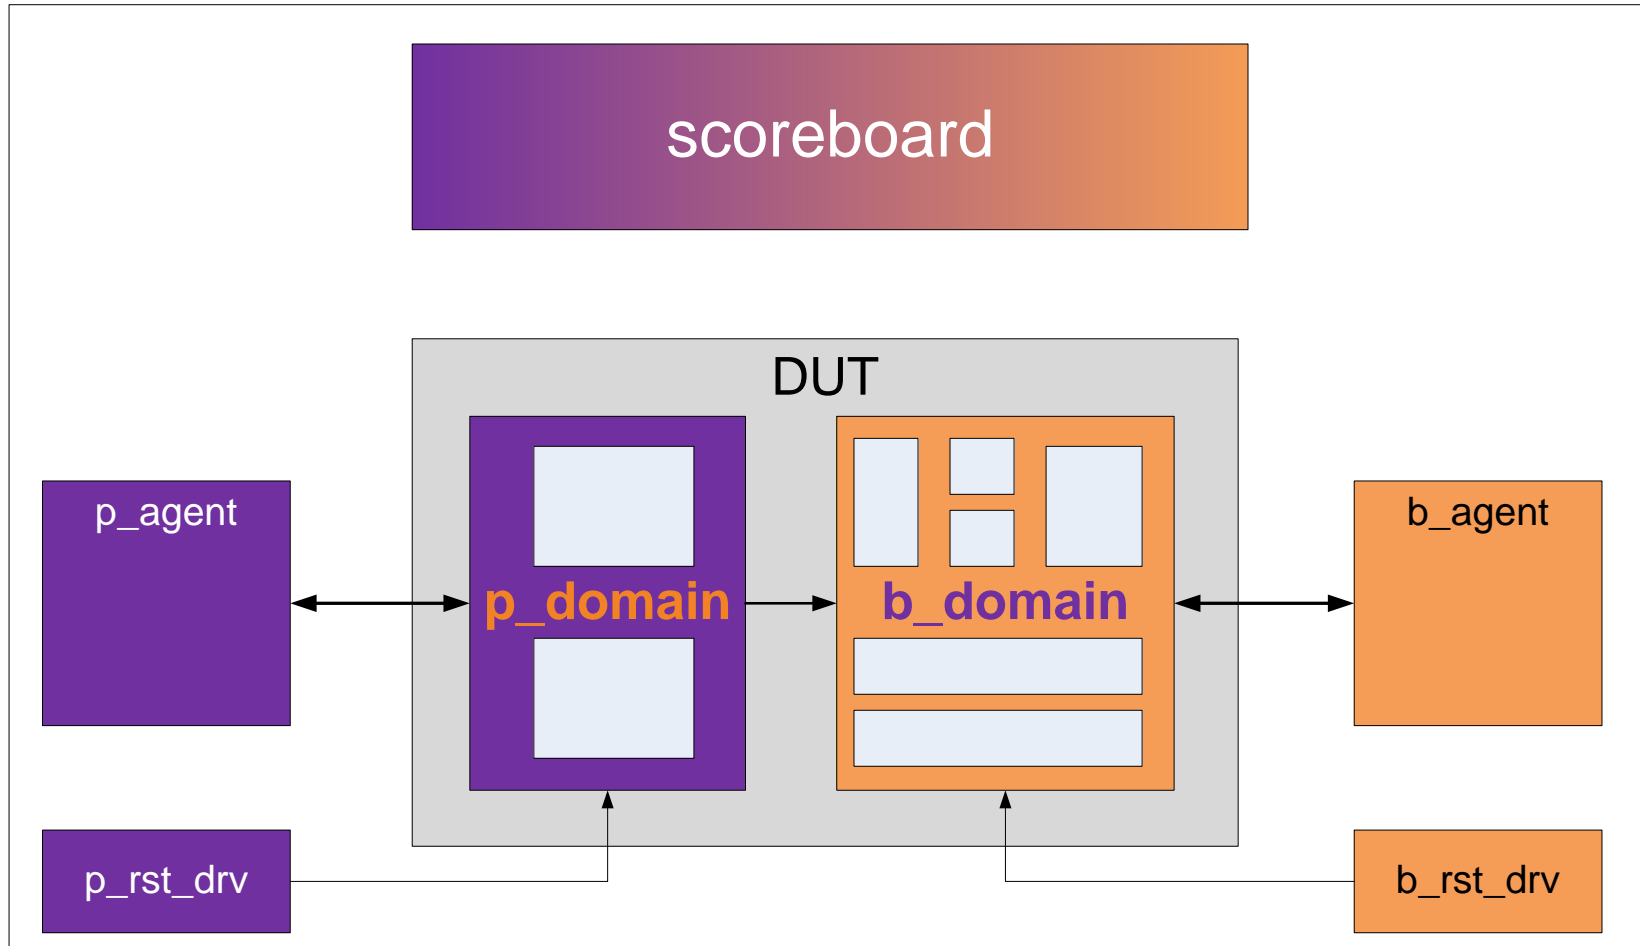 scoreboard
DUT
p_agent
b_agent
p_domain
b_domain
p_rst_drv
b_rst_drv